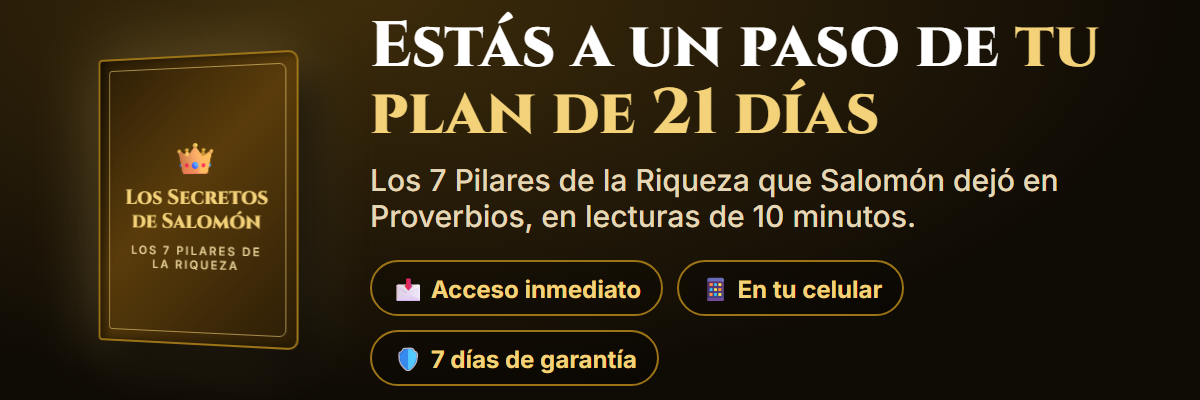 ESTÁS A UN PASO DE TU
PLAN DE 21 DÍAS
Los 7 Pilares de la Riqueza que Salomón dejó en
Proverbios, en lecturas de 10 minutos.
Acceso inmediato
En tu celular
7 días de garantía
LOS SECRETOS
DE SALOMÓN
LOS 7 PILARES DE
LA RIQUEZA